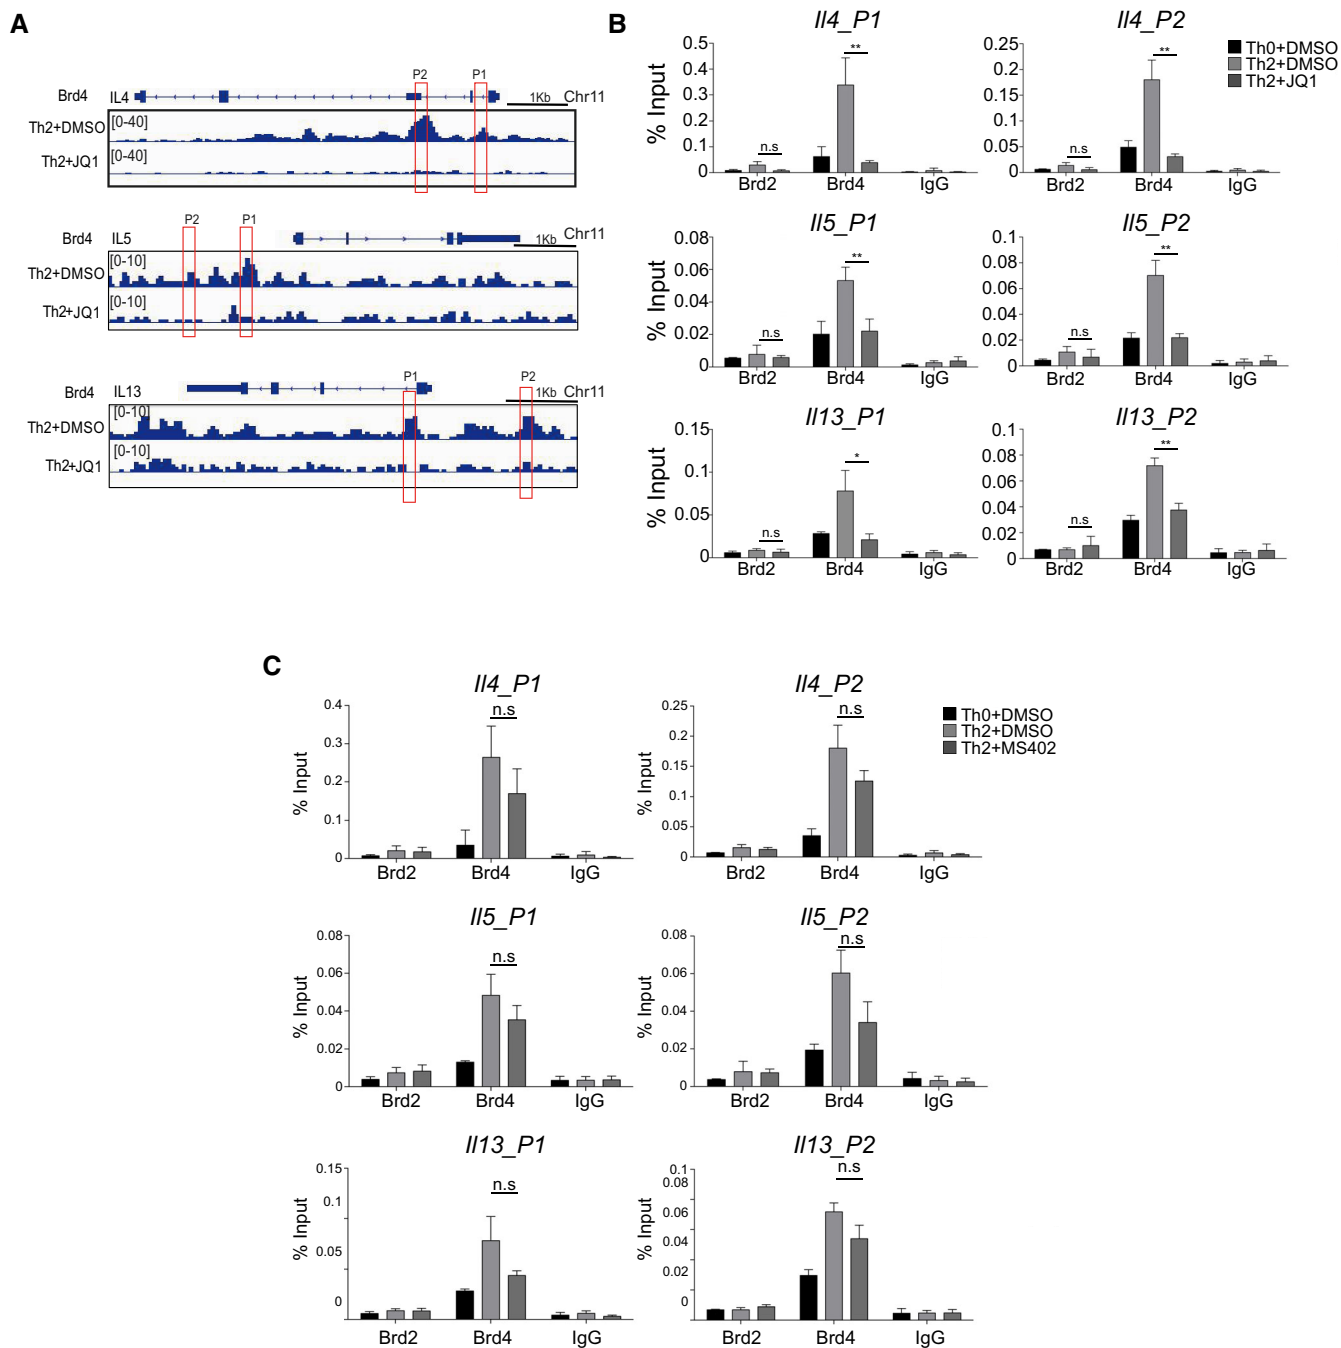 A
P2 P1
Brd4 IL4 1Kb Chr11
Th2+DMSO [0-40]
Th2+JQ1 [0-40]
P2 P1
Brd4 IL5 1Kb Chr11
Th2+DMSO [0-10]
Th2+JQ1 [0-10]
P1 P2
Brd4 IL13 1Kb Chr11
Th2+DMSO [0-10]
Th2+JQ1 [0-10]
B
Il4_P1
% Input
0.5
0.4
0.3
0.2
0.1
0
n.s
**
Brd2 Brd4 IgG
Il4_P2
0.25
0.2
0.15
0.1
0.05
0
n.s
**
Brd2 Brd4 IgG
Th0+DMSO
Th2+DMSO
Th2+JQ1
Il5_P1
% Input
0.08
0.06
0.04
0.02
0
n.s
**
Brd2 Brd4 IgG
Il5_P2
0.1
0.08
0.06
0.04
0.02
0
n.s
**
Brd2 Brd4 IgG
Il13_P1
% Input
0.15
0.1
0.05
0
n.s
*
Brd2 Brd4 IgG
Il13_P2
0.1
0.08
0.06
0.04
0.02
0
n.s
**
Brd2 Brd4 IgG
C
Il4_P1
% Input
0.4
0.3
0.2
0.1
0
n.s
Brd2 Brd4 IgG
Il4_P2
% Input
0.25
0.2
0.15
0.1
0.05
0
n.s
Brd2 Brd4 IgG
Th0+DMSO
Th2+DMSO
Th2+MS402
Il5_P1
% Input
0.08
0.06
0.04
0.02
0
n.s
Brd2 Brd4 IgG
Il5_P2
% Input
0.08
0.06
0.04
0.02
0
n.s
Brd2 Brd4 IgG
Il13_P1
% Input
0.15
0.1
0.05
0
n.s
Brd2 Brd4 IgG
Il13_P2
% Input
0.1
0.08
0.06
0.04
0.02
0
n.s
Brd2 Brd4 IgG